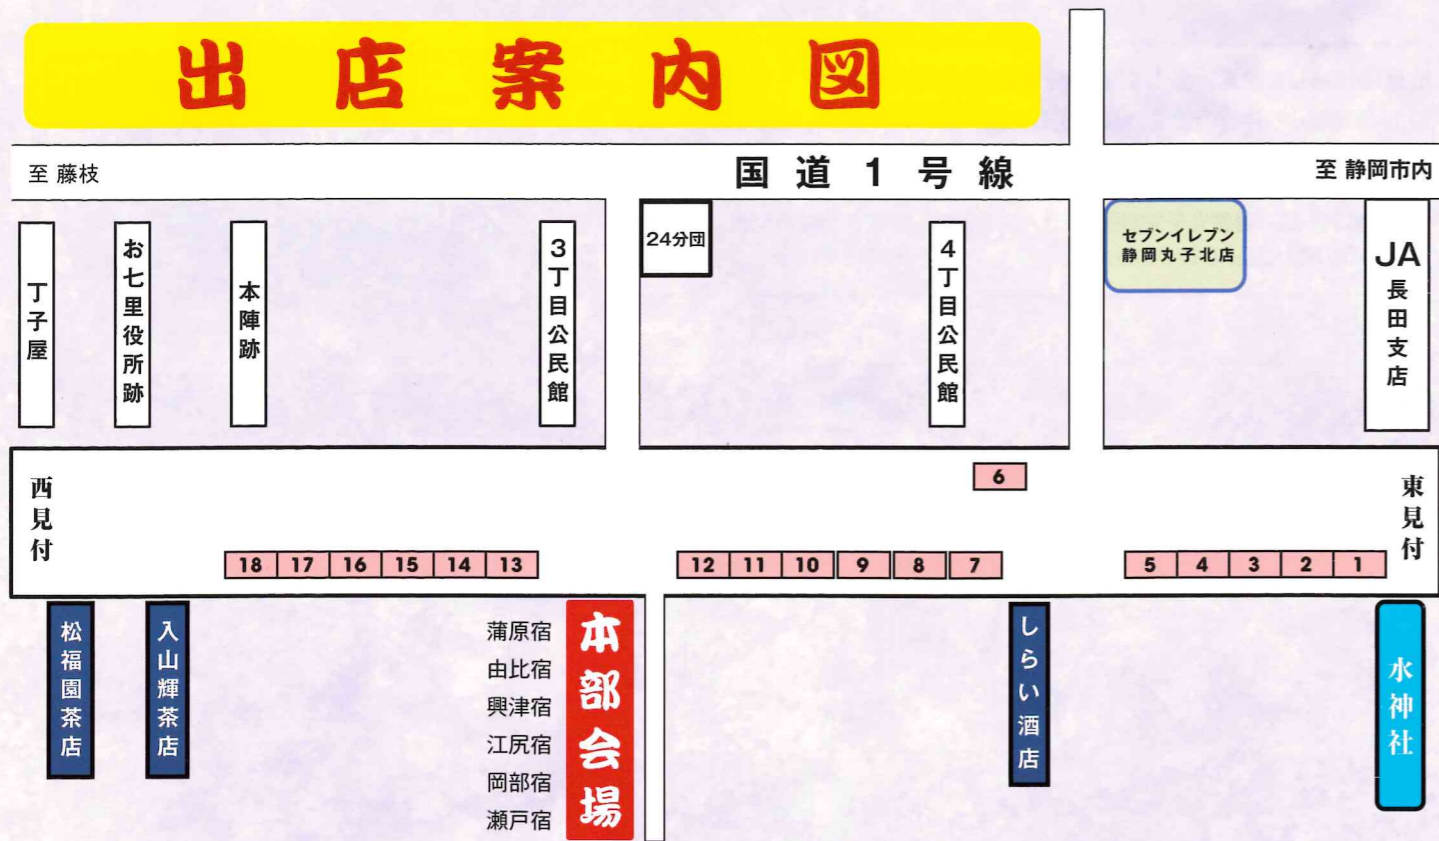 出店案内図
至 藤枝
国道1号線
至 静岡市内
丁子屋
お七里役所跡
本陣跡
3丁目公民館
24分団
4丁目公民館
セブンイレブン
静岡丸子北店
JA長田支店
西見付
東見付
6
18 17 16 15 14 13
12 11 10 9 8 7
5 4 3 2 1
松福園茶店
入山輝茶店
蒲原宿
由比宿
興津宿
江尻宿
岡部宿
瀬戸宿
本部会場
しらい酒店
水神社